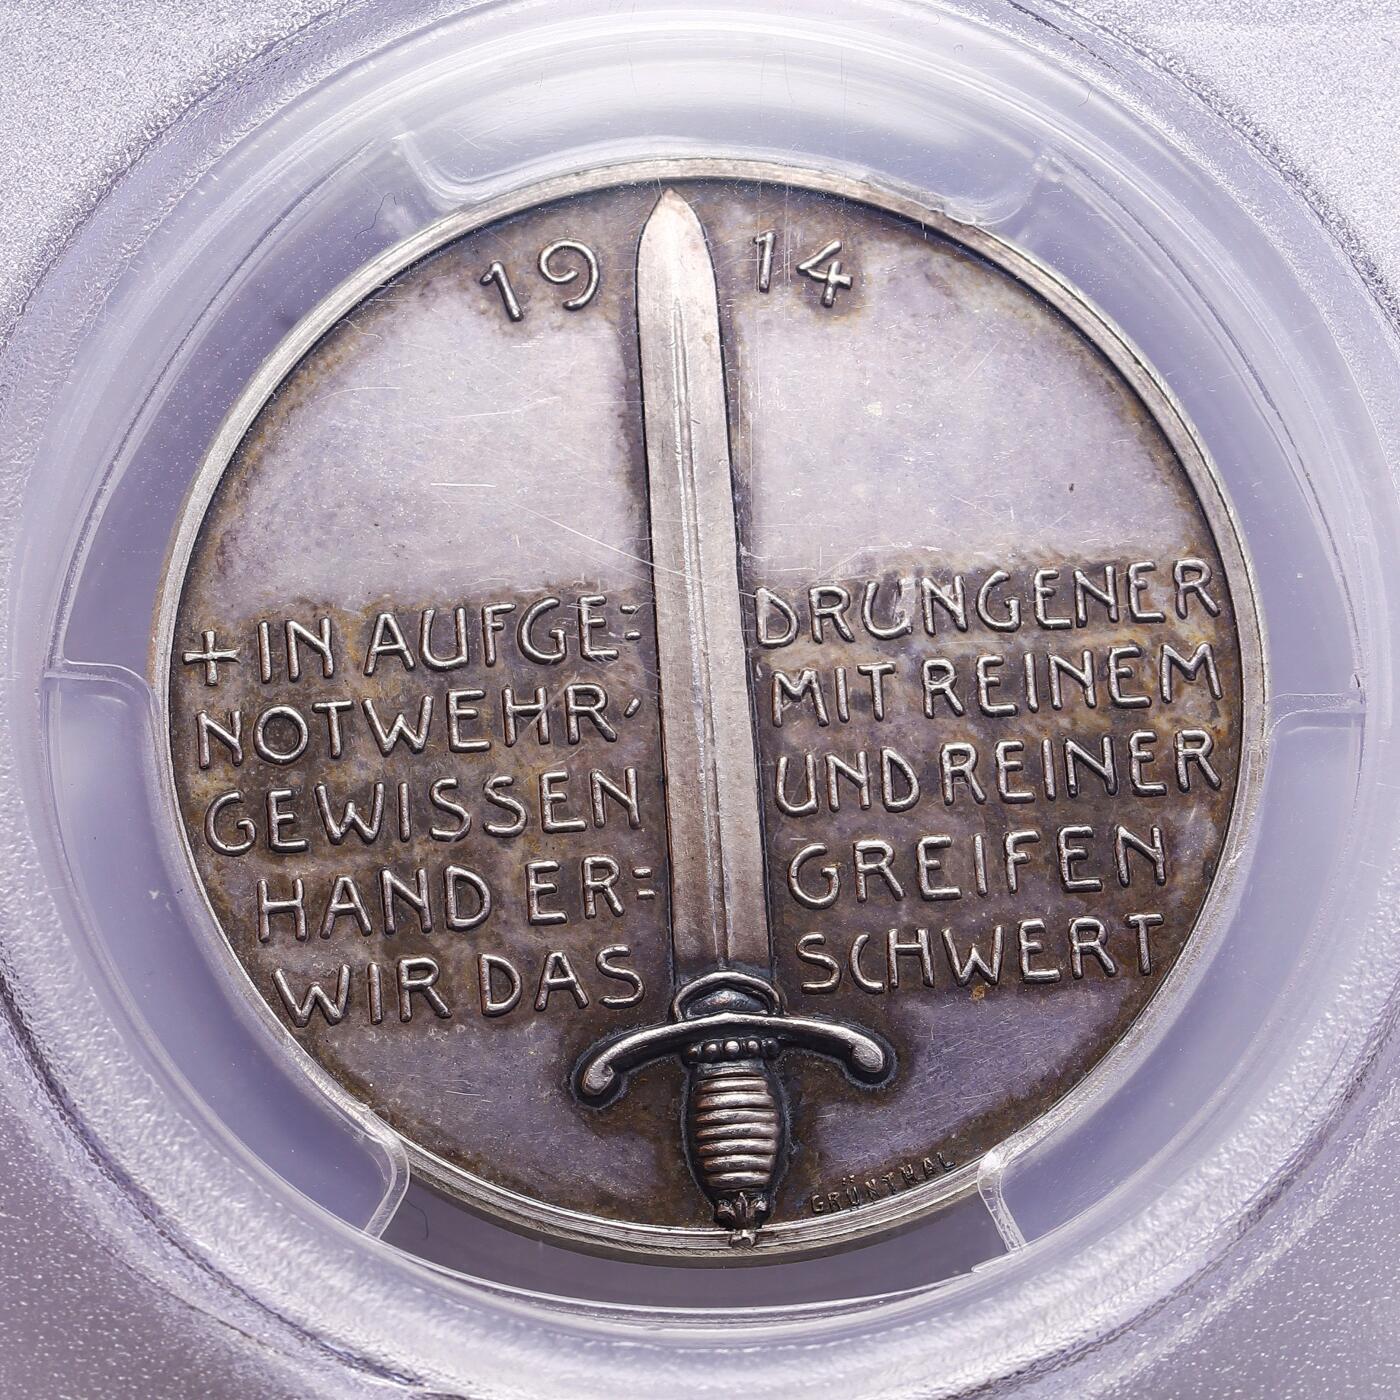 19 14
+ IN AUFGE= DRUNGENER
NOTWEHR, MIT REINEM
GEWISSEN UND REINER
HAND ER= GREIFEN
WIR DAS SCHWERT
GRÜNTHAL